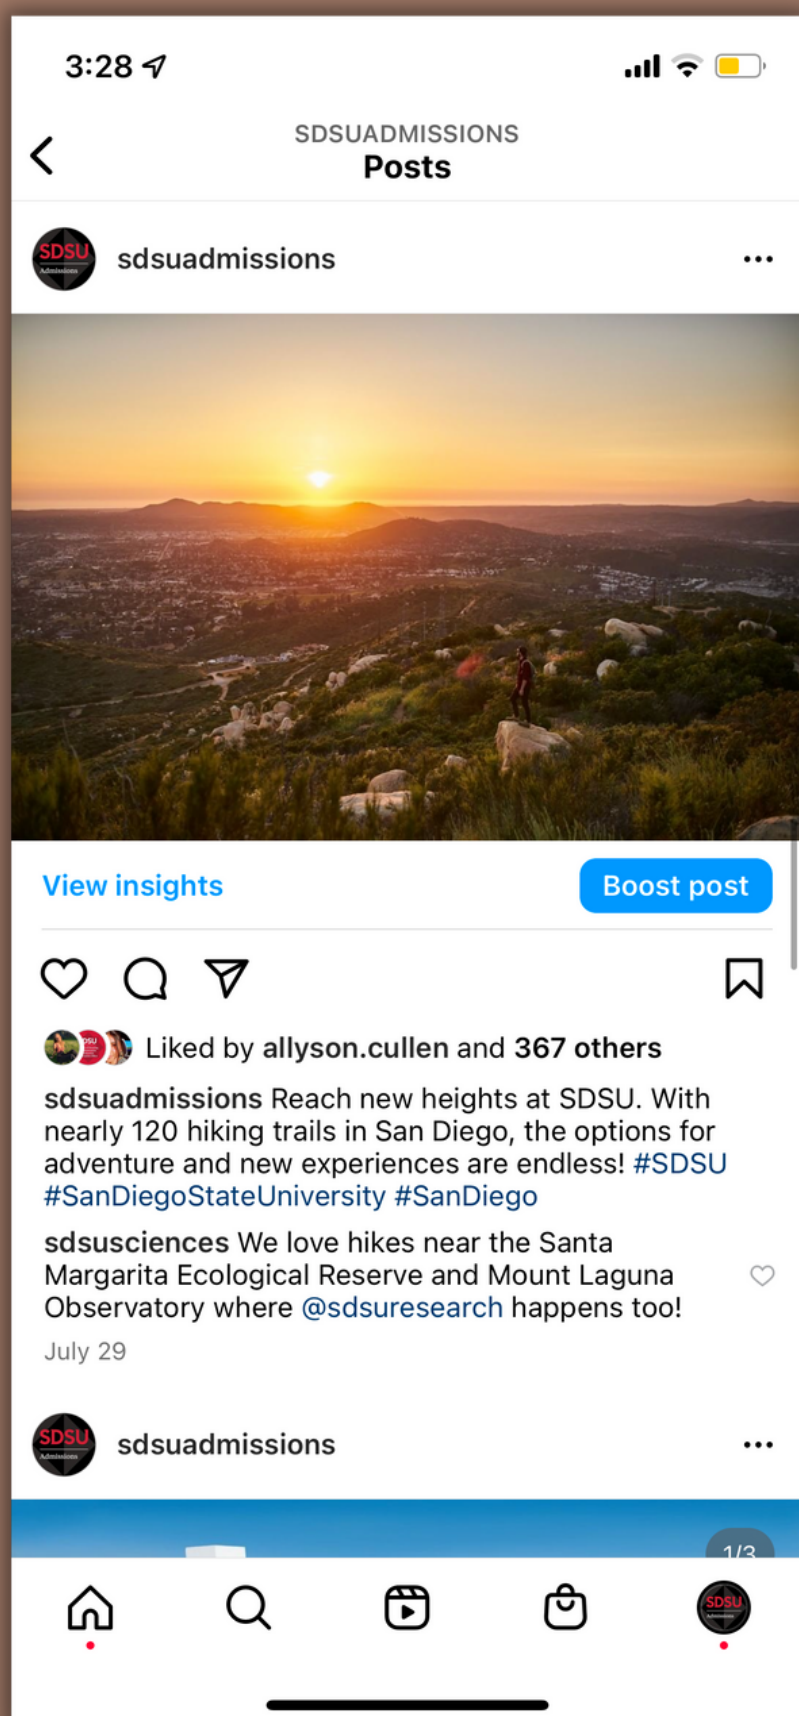 3:28
SDSUADMISSIONS
Posts
SDSU
Admissions
sdsuadmissions
View insights
Boost post
Liked by allyson.cullen and 367 others
sdsuadmissions Reach new heights at SDSU. With
nearly 120 hiking trails in San Diego, the options for
adventure and new experiences are endless! #SDSU
#SanDiegoStateUniversity #SanDiego
sdsusciences We love hikes near the Santa
Margarita Ecological Reserve and Mount Laguna
Observatory where @sdsuresearch happens too!
July 29
SDSU
Admissions
sdsuadmissions
1/3
SDSU
Admissions